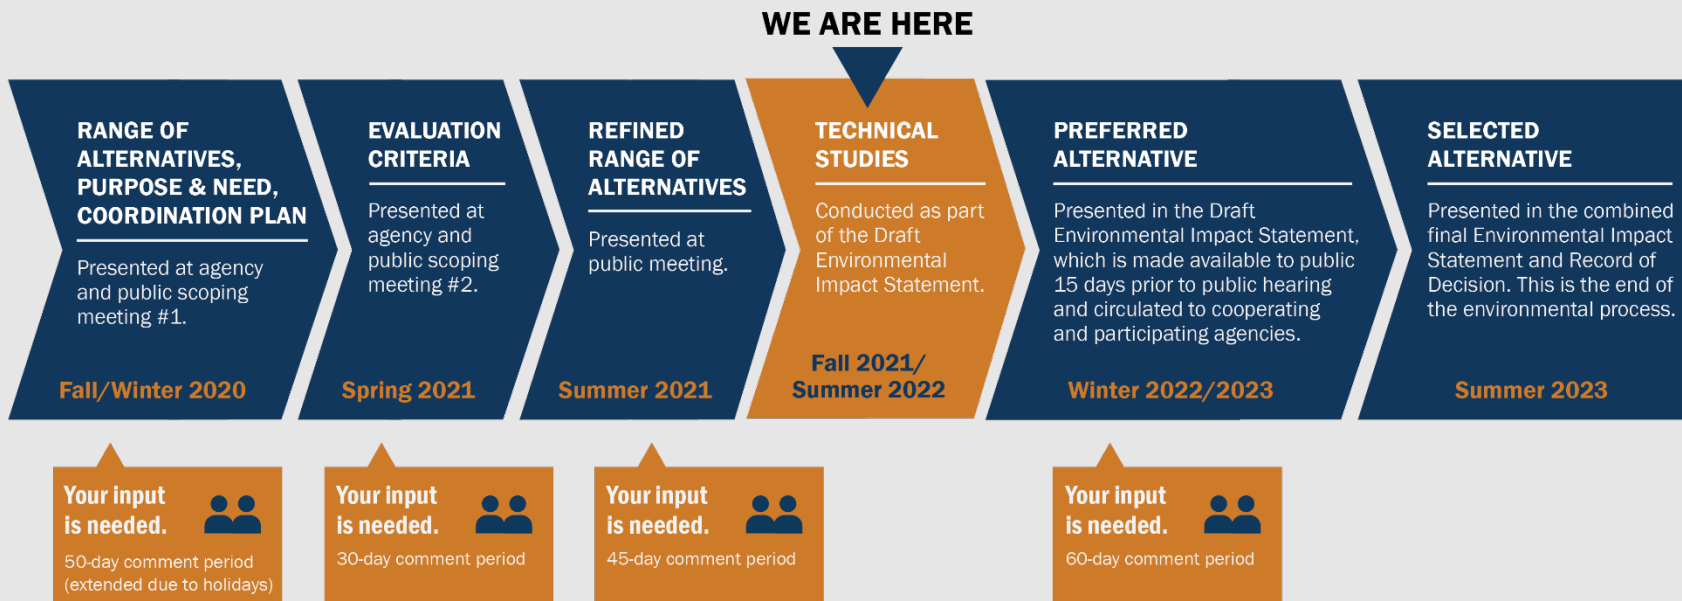 WE ARE HERE
RANGE OF
ALTERNATIVES,
PURPOSE & NEED,
COORDINATION PLAN
Presented at agency
and public scoping
meeting #1.
Fall/Winter 2020
EVALUATION
CRITERIA
Presented at
agency and
public scoping
meeting #2.
Spring 2021
REFINED
RANGE OF
ALTERNATIVES
Presented at
public meeting.
Summer 2021
TECHNICAL
STUDIES
Conducted as part
of the Draft
Environmental
Impact Statement.
Fall 2021/
Summer 2022
PREFERRED
ALTERNATIVE
Presented in the Draft
Environmental Impact Statement,
which is made available to public
15 days prior to public hearing
and circulated to cooperating
and participating agencies.
Winter 2022/2023
SELECTED
ALTERNATIVE
Presented in the combined
final Environmental Impact
Statement and Record of
Decision. This is the end of
the environmental process.
Summer 2023
Your input
is needed.
50-day comment period
(extended due to holidays)
Your input
is needed.
30-day comment period
Your input
is needed.
45-day comment period
Your input
is needed.
60-day comment period